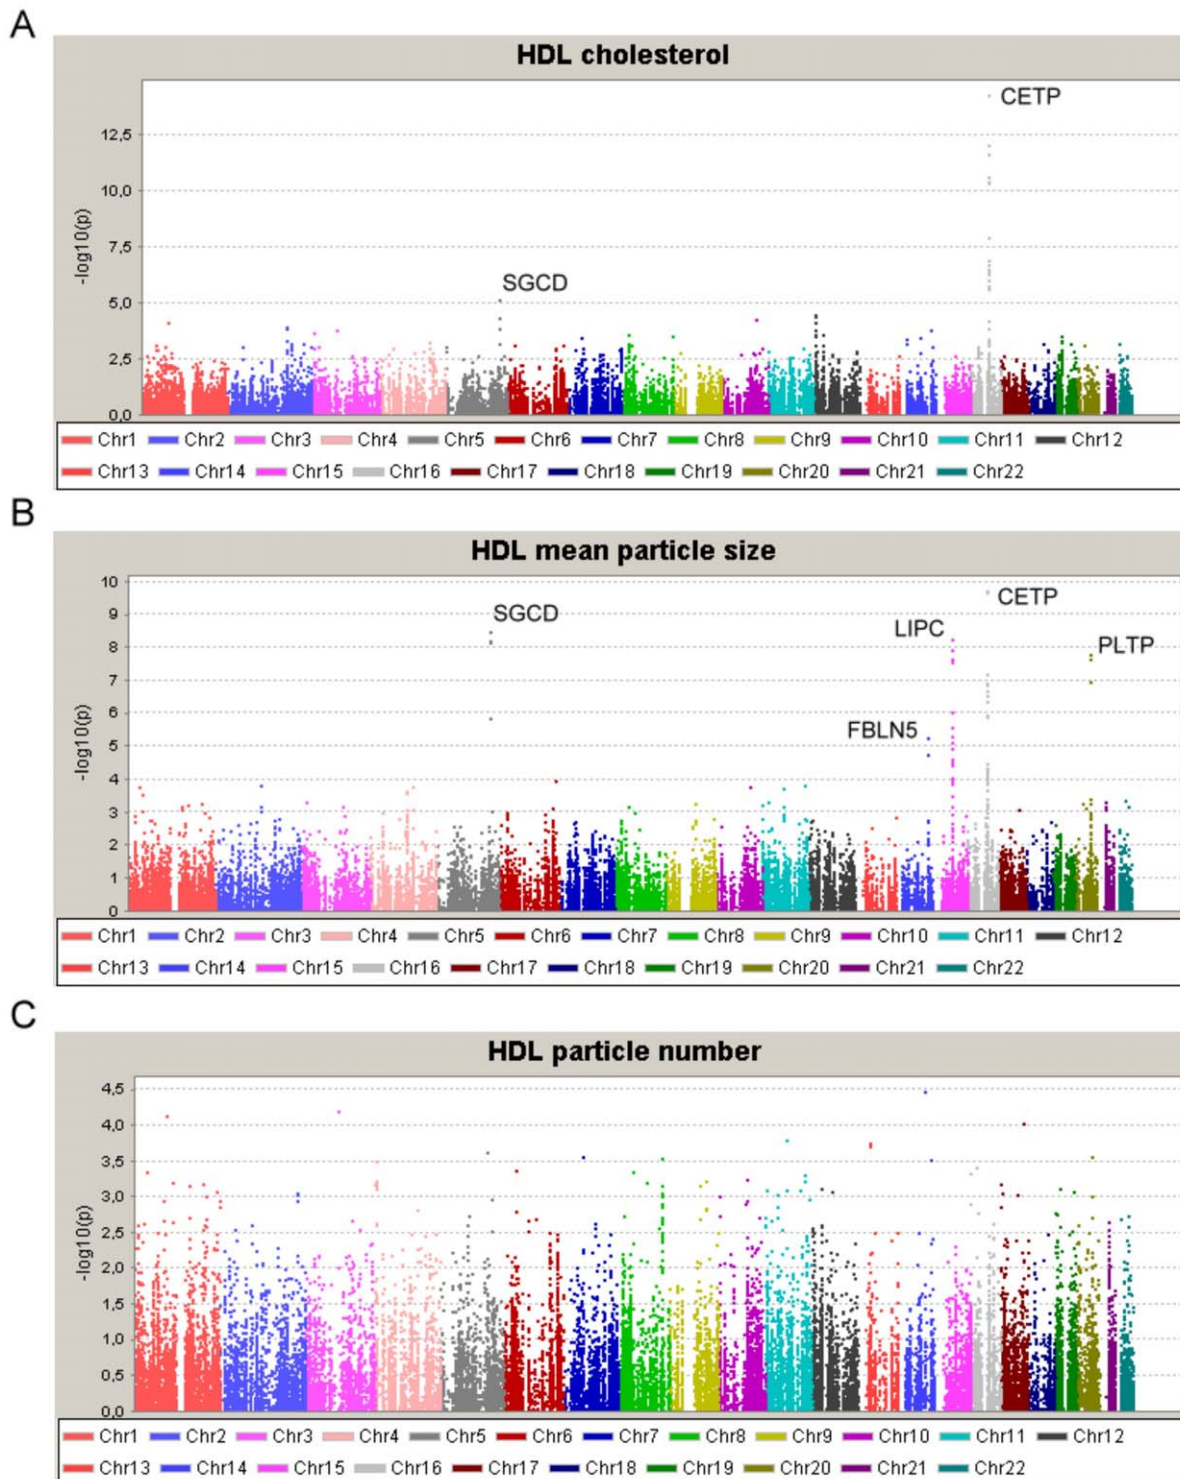 A
HDL cholesterol
CETP
12,5
10,0
-log10(p)
7,5
SGCD
5,0
2,5
0,0
Chr1 Chr2 Chr3 Chr4 Chr5 Chr6 Chr7 Chr8 Chr9 Chr10 Chr11 Chr12
Chr13 Chr14 Chr15 Chr16 Chr17 Chr18 Chr19 Chr20 Chr21 Chr22
B
HDL mean particle size
10
CETP
9
SGCD
LIPC
8
PLTP
7
6
-log10(p)
FBLN5
5
4
3
2
1
0
Chr1 Chr2 Chr3 Chr4 Chr5 Chr6 Chr7 Chr8 Chr9 Chr10 Chr11 Chr12
Chr13 Chr14 Chr15 Chr16 Chr17 Chr18 Chr19 Chr20 Chr21 Chr22
C
HDL particle number
4,5
4,0
3,5
3,0
-log10(p)
2,5
2,0
1,5
1,0
0,5
0,0
Chr1 Chr2 Chr3 Chr4 Chr5 Chr6 Chr7 Chr8 Chr9 Chr10 Chr11 Chr12
Chr13 Chr14 Chr15 Chr16 Chr17 Chr18 Chr19 Chr20 Chr21 Chr22